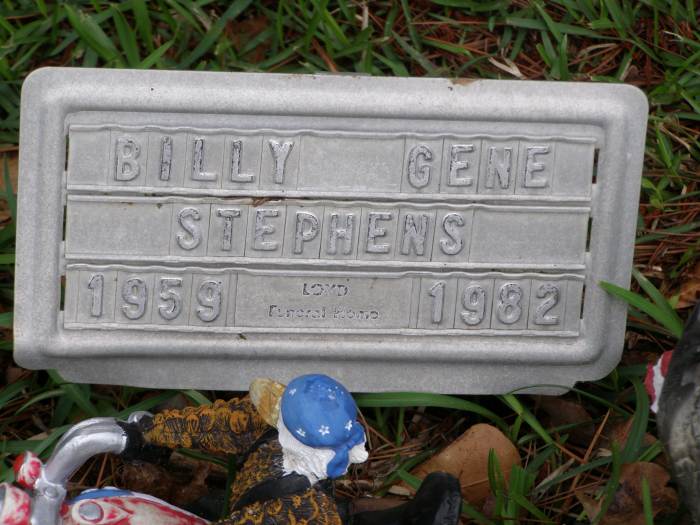 BILLY GENE
STEPHENS
1959 LOYD 1982
Funeral Home